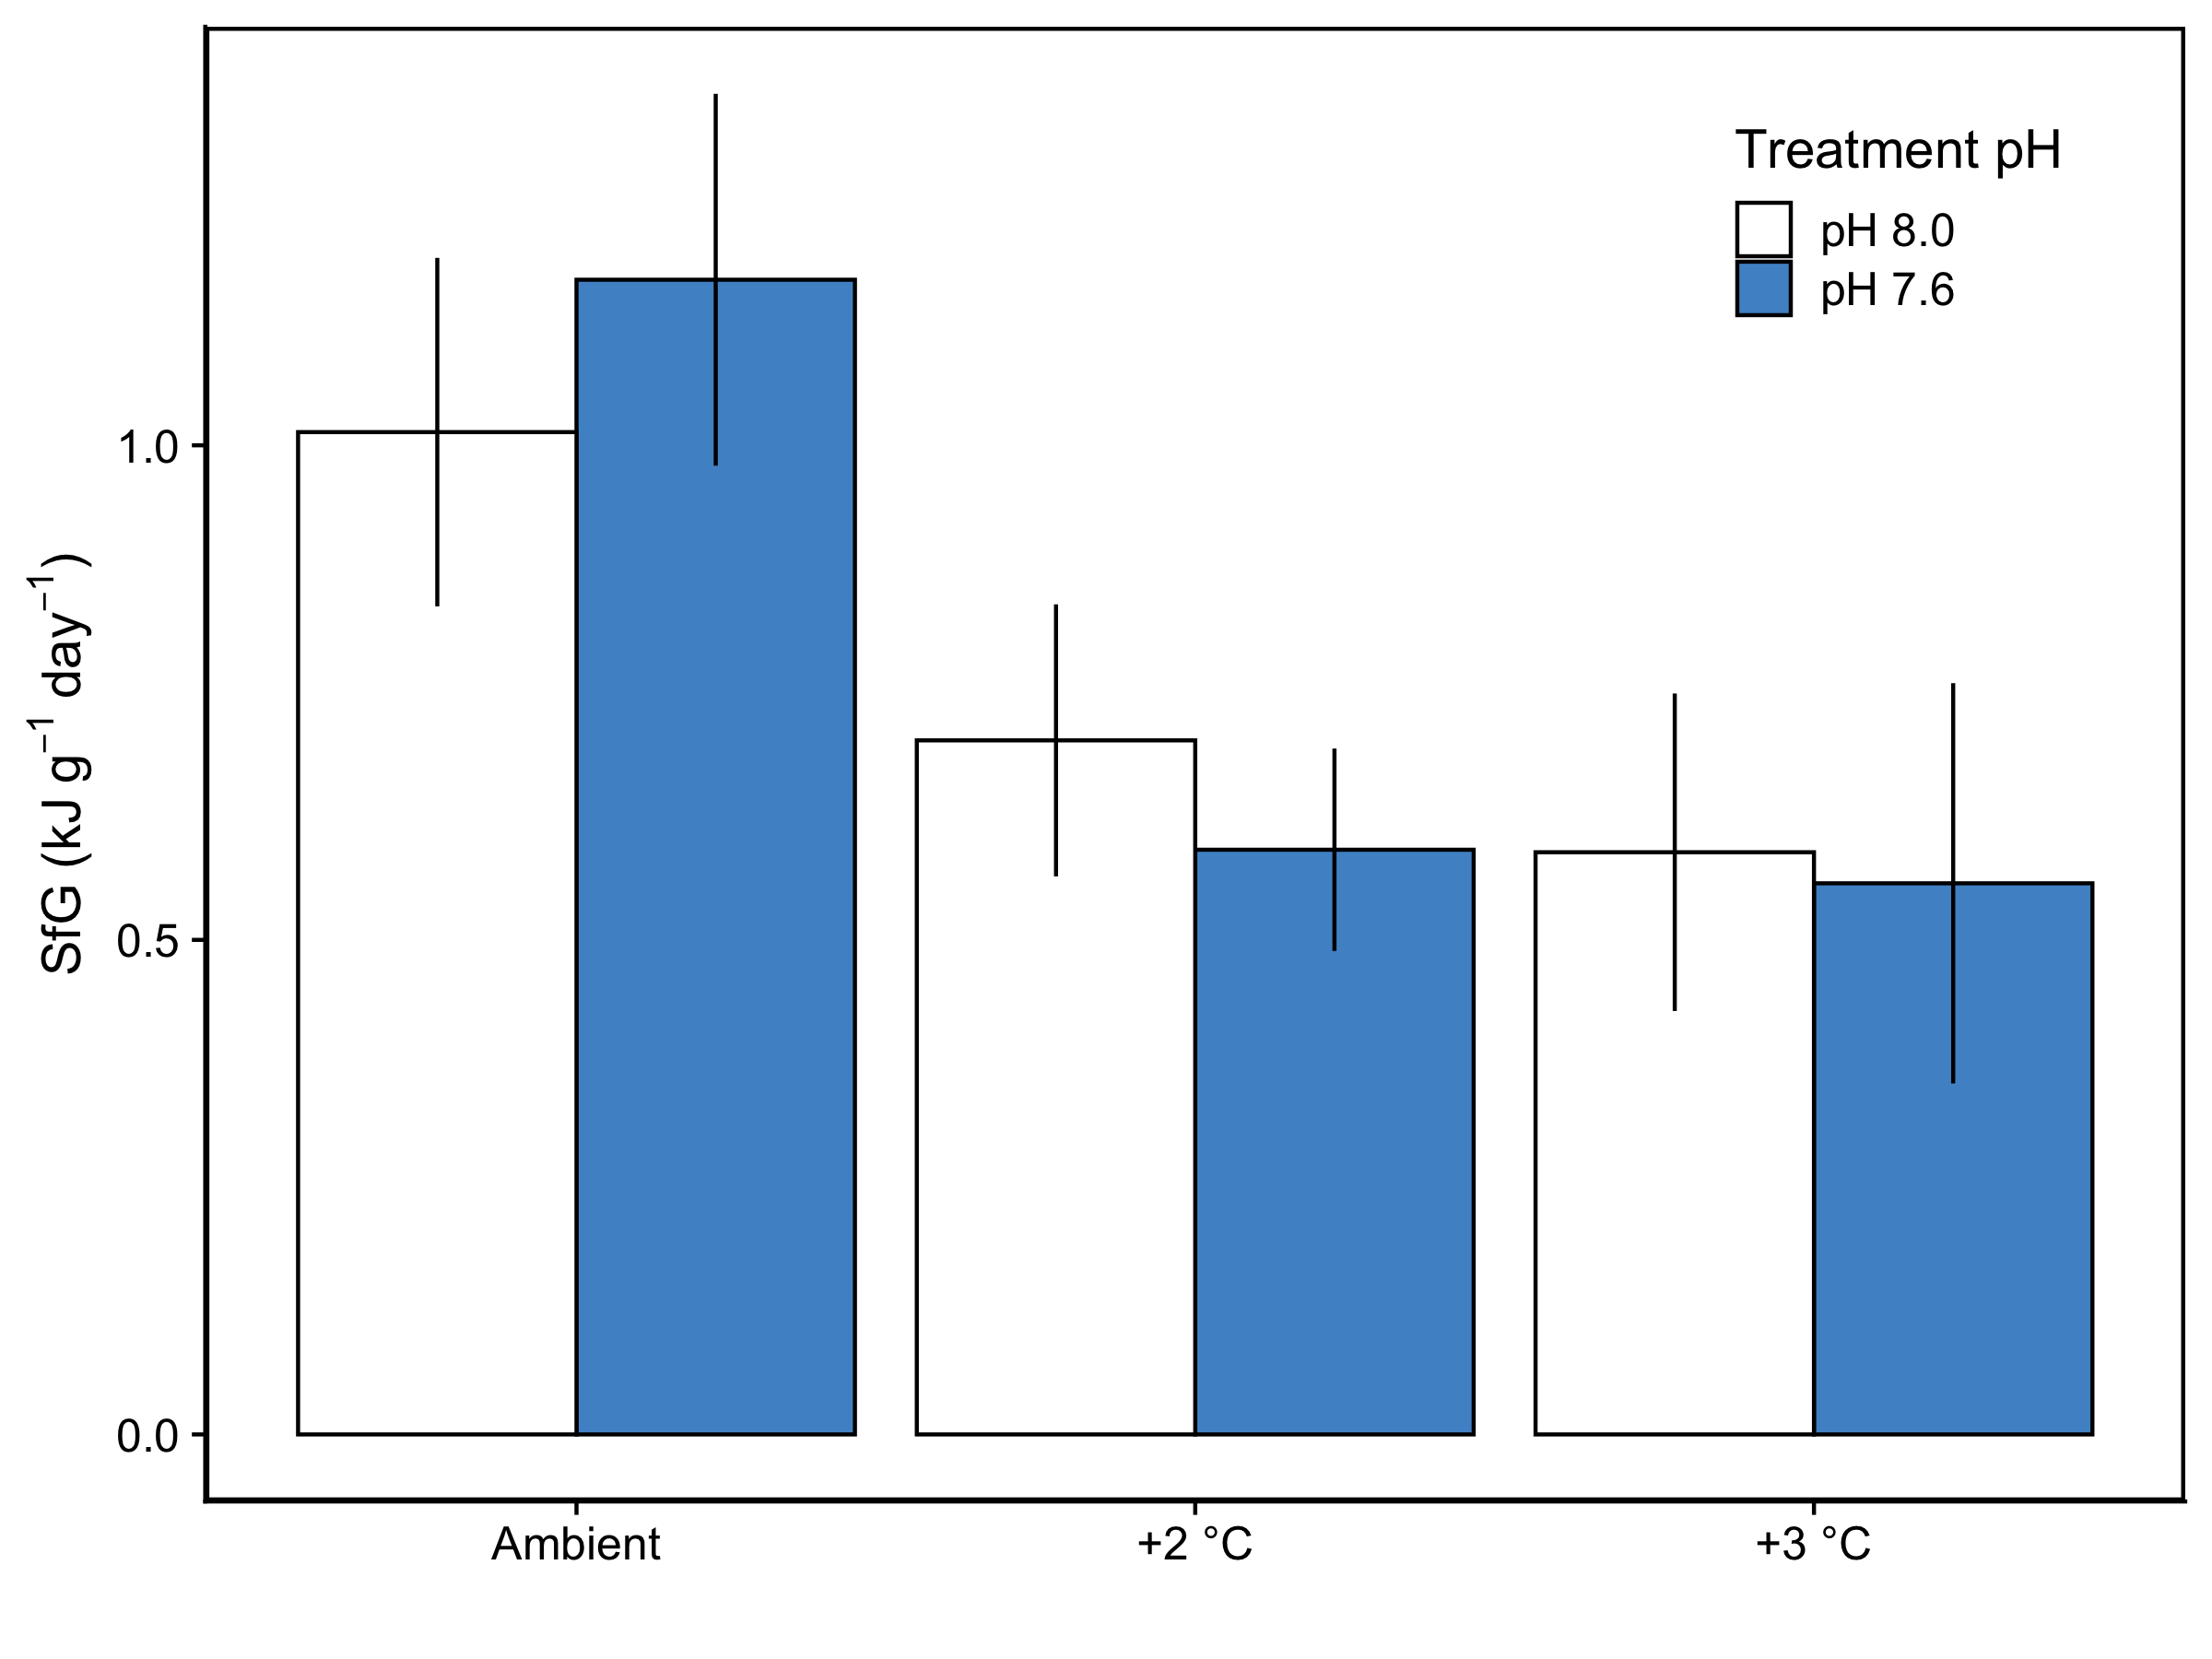 Treatment pH
pH 8.0
pH 7.6
SfG (kJ g⁻¹ day⁻¹)
1.0
0.5
0.0
Ambient
+2 °C
+3 °C